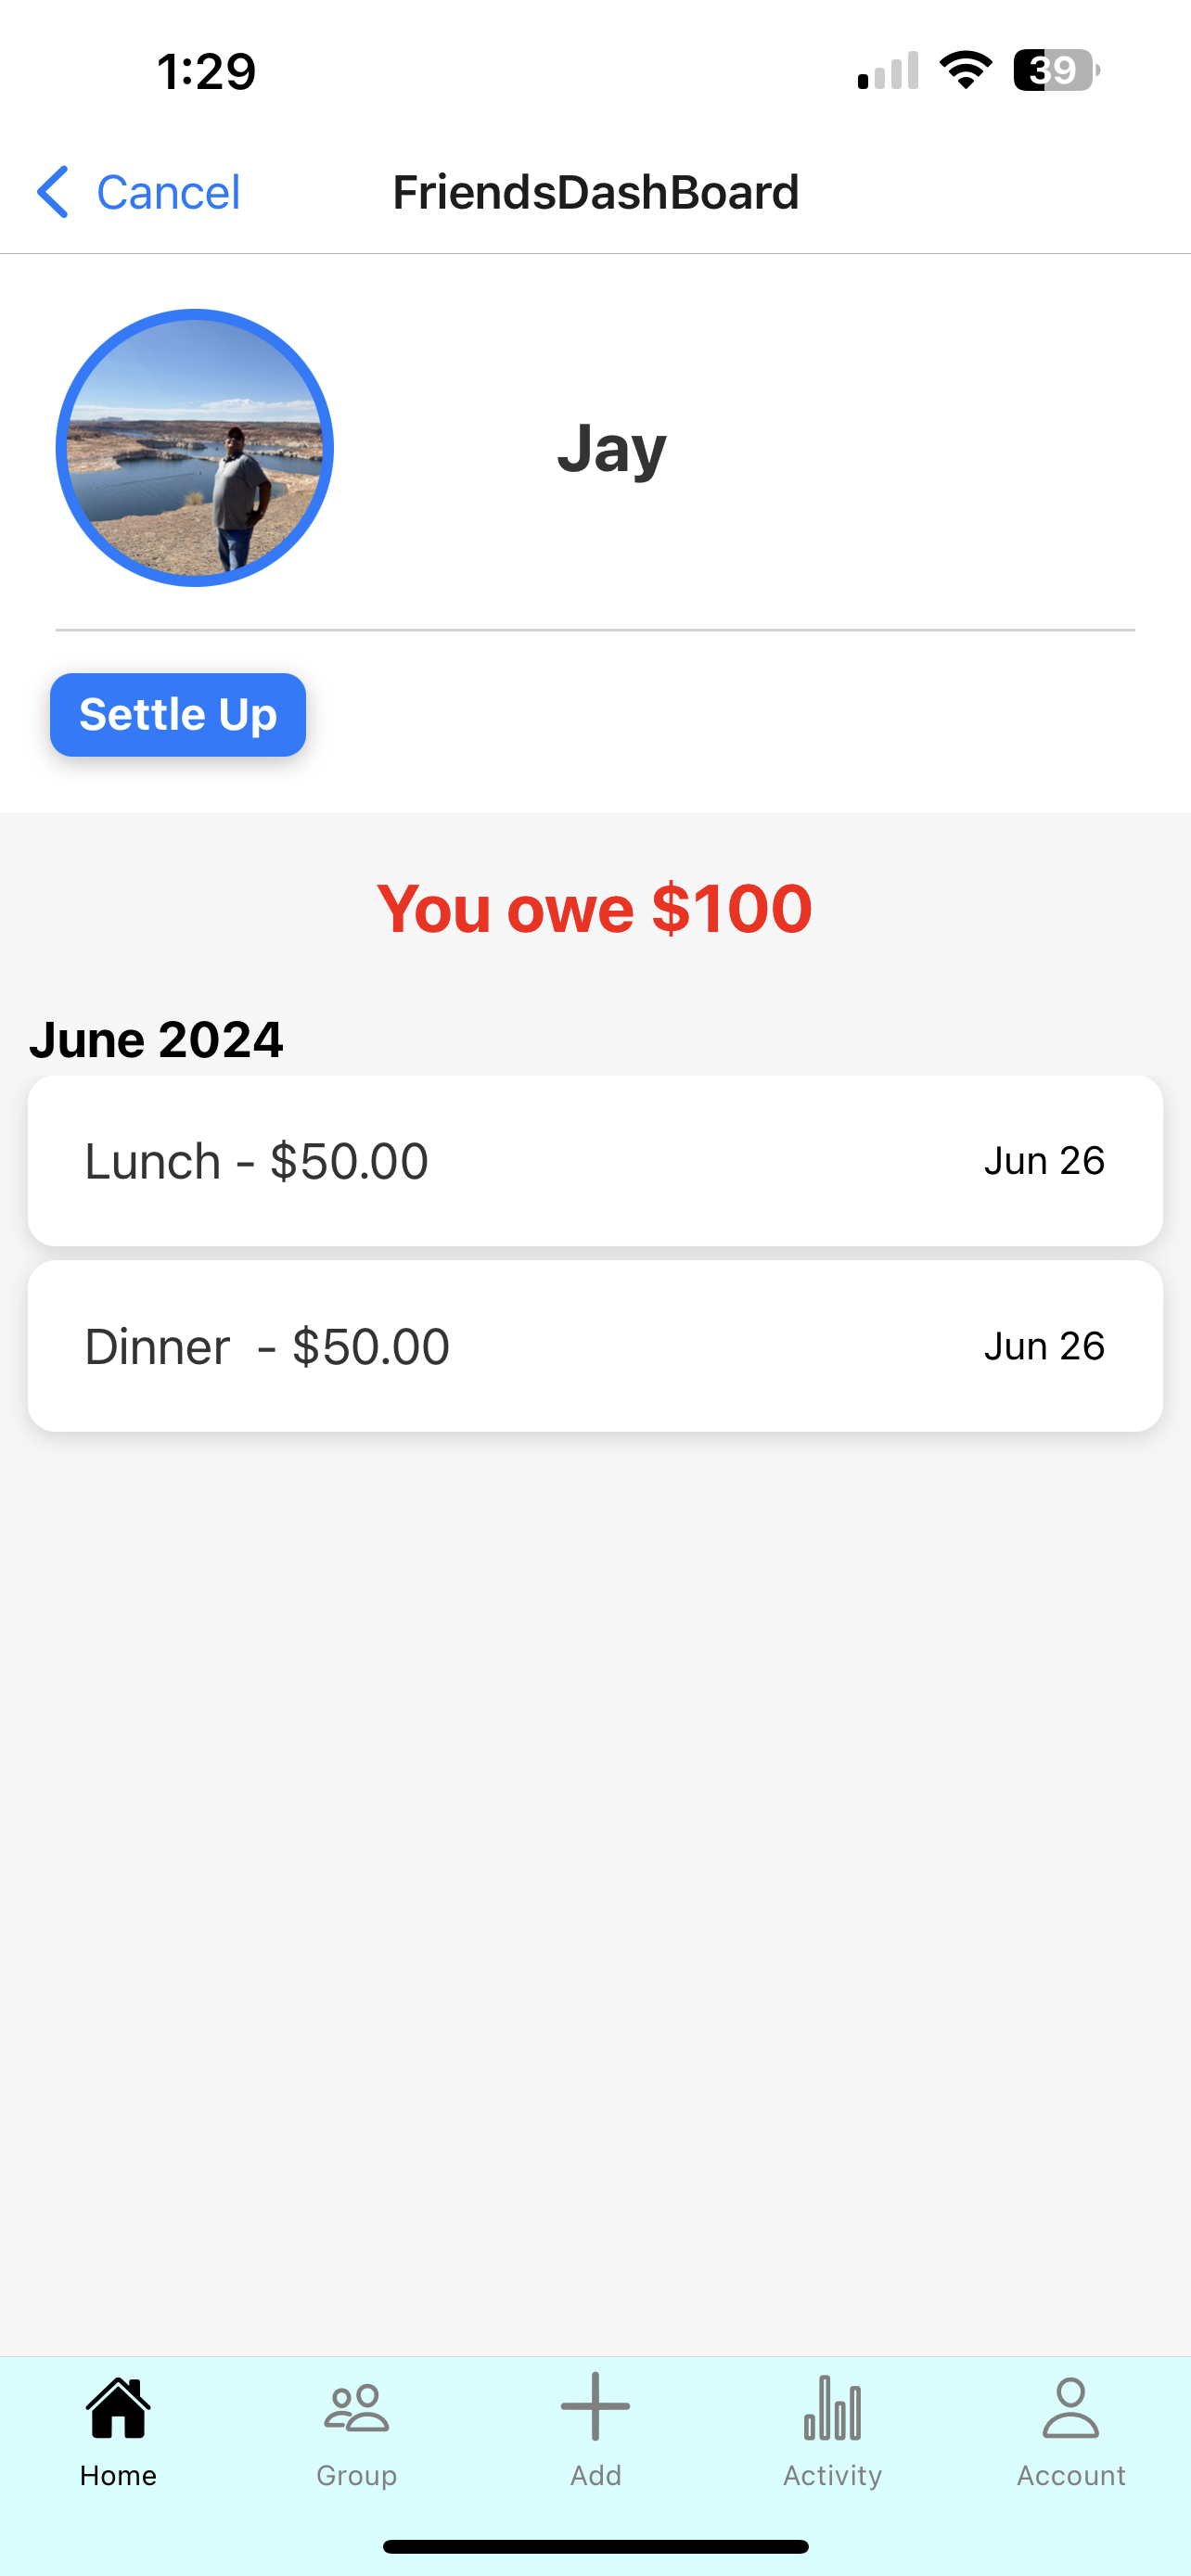 1:29 39
Cancel FriendsDashBoard
Jay
Settle Up
You owe $100
June 2024
Lunch - $50.00 Jun 26
Dinner  - $50.00 Jun 26
Home Group Add Activity Account